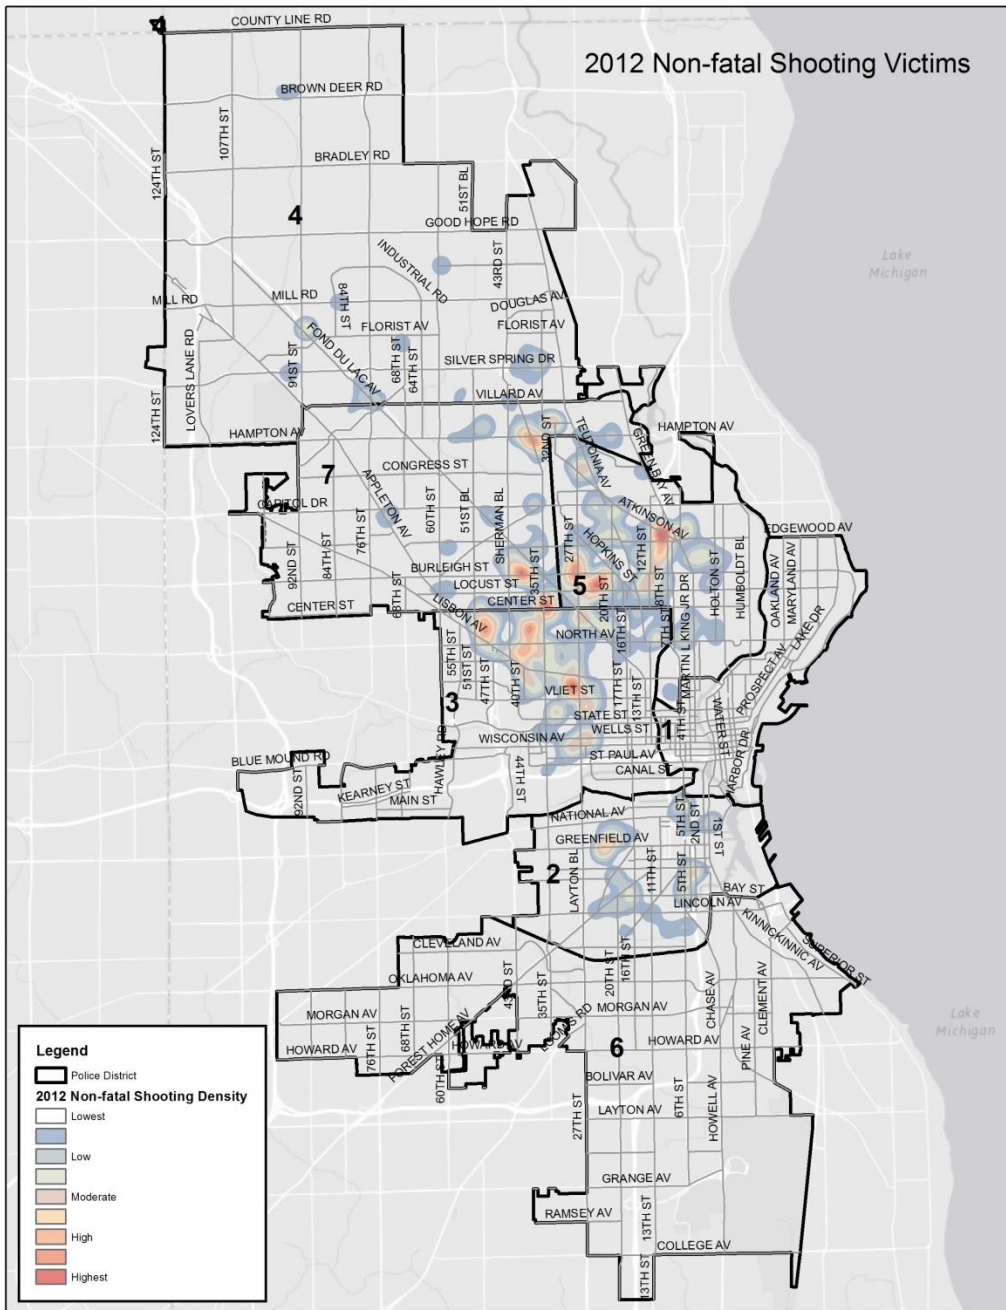 2012 Non-fatal Shooting Victims
COUNTY LINE RD
BROWN DEER RD
107TH ST
124TH ST
BRADLEY RD
51ST BL
4
GOOD HOPE RD
INDUSTRIAL RD
43RD ST
Lake
Michigan
MILL RD
MILL RD
84TH ST
DOUGLAS AV
FLORIST AV
FLORIST AV
LOVERS LANE RD
FOND DU LAC AV
91ST ST
68TH ST
64TH ST
SILVER SPRING DR
124TH ST
VILLARD AV
HAMPTON AV
32ND ST
TEUTONIA AV
GREEN BAY AV
HAMPTON AV
7
CONGRESS ST
APPLETON AV
CAPITOL DR
76TH ST
60TH ST
51ST BL
SHERMAN BL
27TH ST
ATKINSON AV
HOPKINS ST
12TH ST
EDGEWOOD AV
92ND ST
84TH ST
BURLEIGH ST
35TH ST
5
20TH ST
8TH ST
HOLTON ST
HUMBOLDT BL
OAKLAND AV
MARYLAND AV
LOCUST ST
CENTER ST
68TH ST
CENTER ST
LISBON AV
LAKE DR
NORTH AV
16TH ST
7TH ST
MARTIN L KING JR DR
55TH ST
51ST ST
47TH ST
40TH ST
PROSPECT AV
VLIET ST
17TH ST
13TH ST
3
STATE ST
4TH ST
WATER ST
WISCONSIN AV
WELLS ST
1
ST PAUL AV
HARBOR DR
BLUE MOUND RD
HAWLEY RD
44TH ST
CANAL ST
92ND ST
KEARNEY ST
MAIN ST
NATIONAL AV
5TH ST
2ND ST
1ST ST
GREENFIELD AV
2
LAYTON BL
11TH ST
5TH ST
BAY ST
LINCOLN AV
KINNICKINNIC AV
SUPERIOR ST
CLEVELAND AV
20TH ST
16TH ST
OKLAHOMA AV
43RD ST
35TH ST
CHASE AV
CLEMENT AV
MORGAN AV
MORGAN AV
76TH ST
68TH ST
FOREST HOME AV
LOOMIS RD
Lake
Michigan
HOWARD AV
HOWARD AV
6
HOWARD AV
PINE AV
60TH ST
BOLIVAR AV
27TH ST
LAYTON AV
6TH ST
HOWELL AV
GRANGE AV
RAMSEY AV
13TH ST
COLLEGE AV
13TH ST
Legend
Police District
2012 Non-fatal Shooting Density
Lowest
Low
Moderate
High
Highest